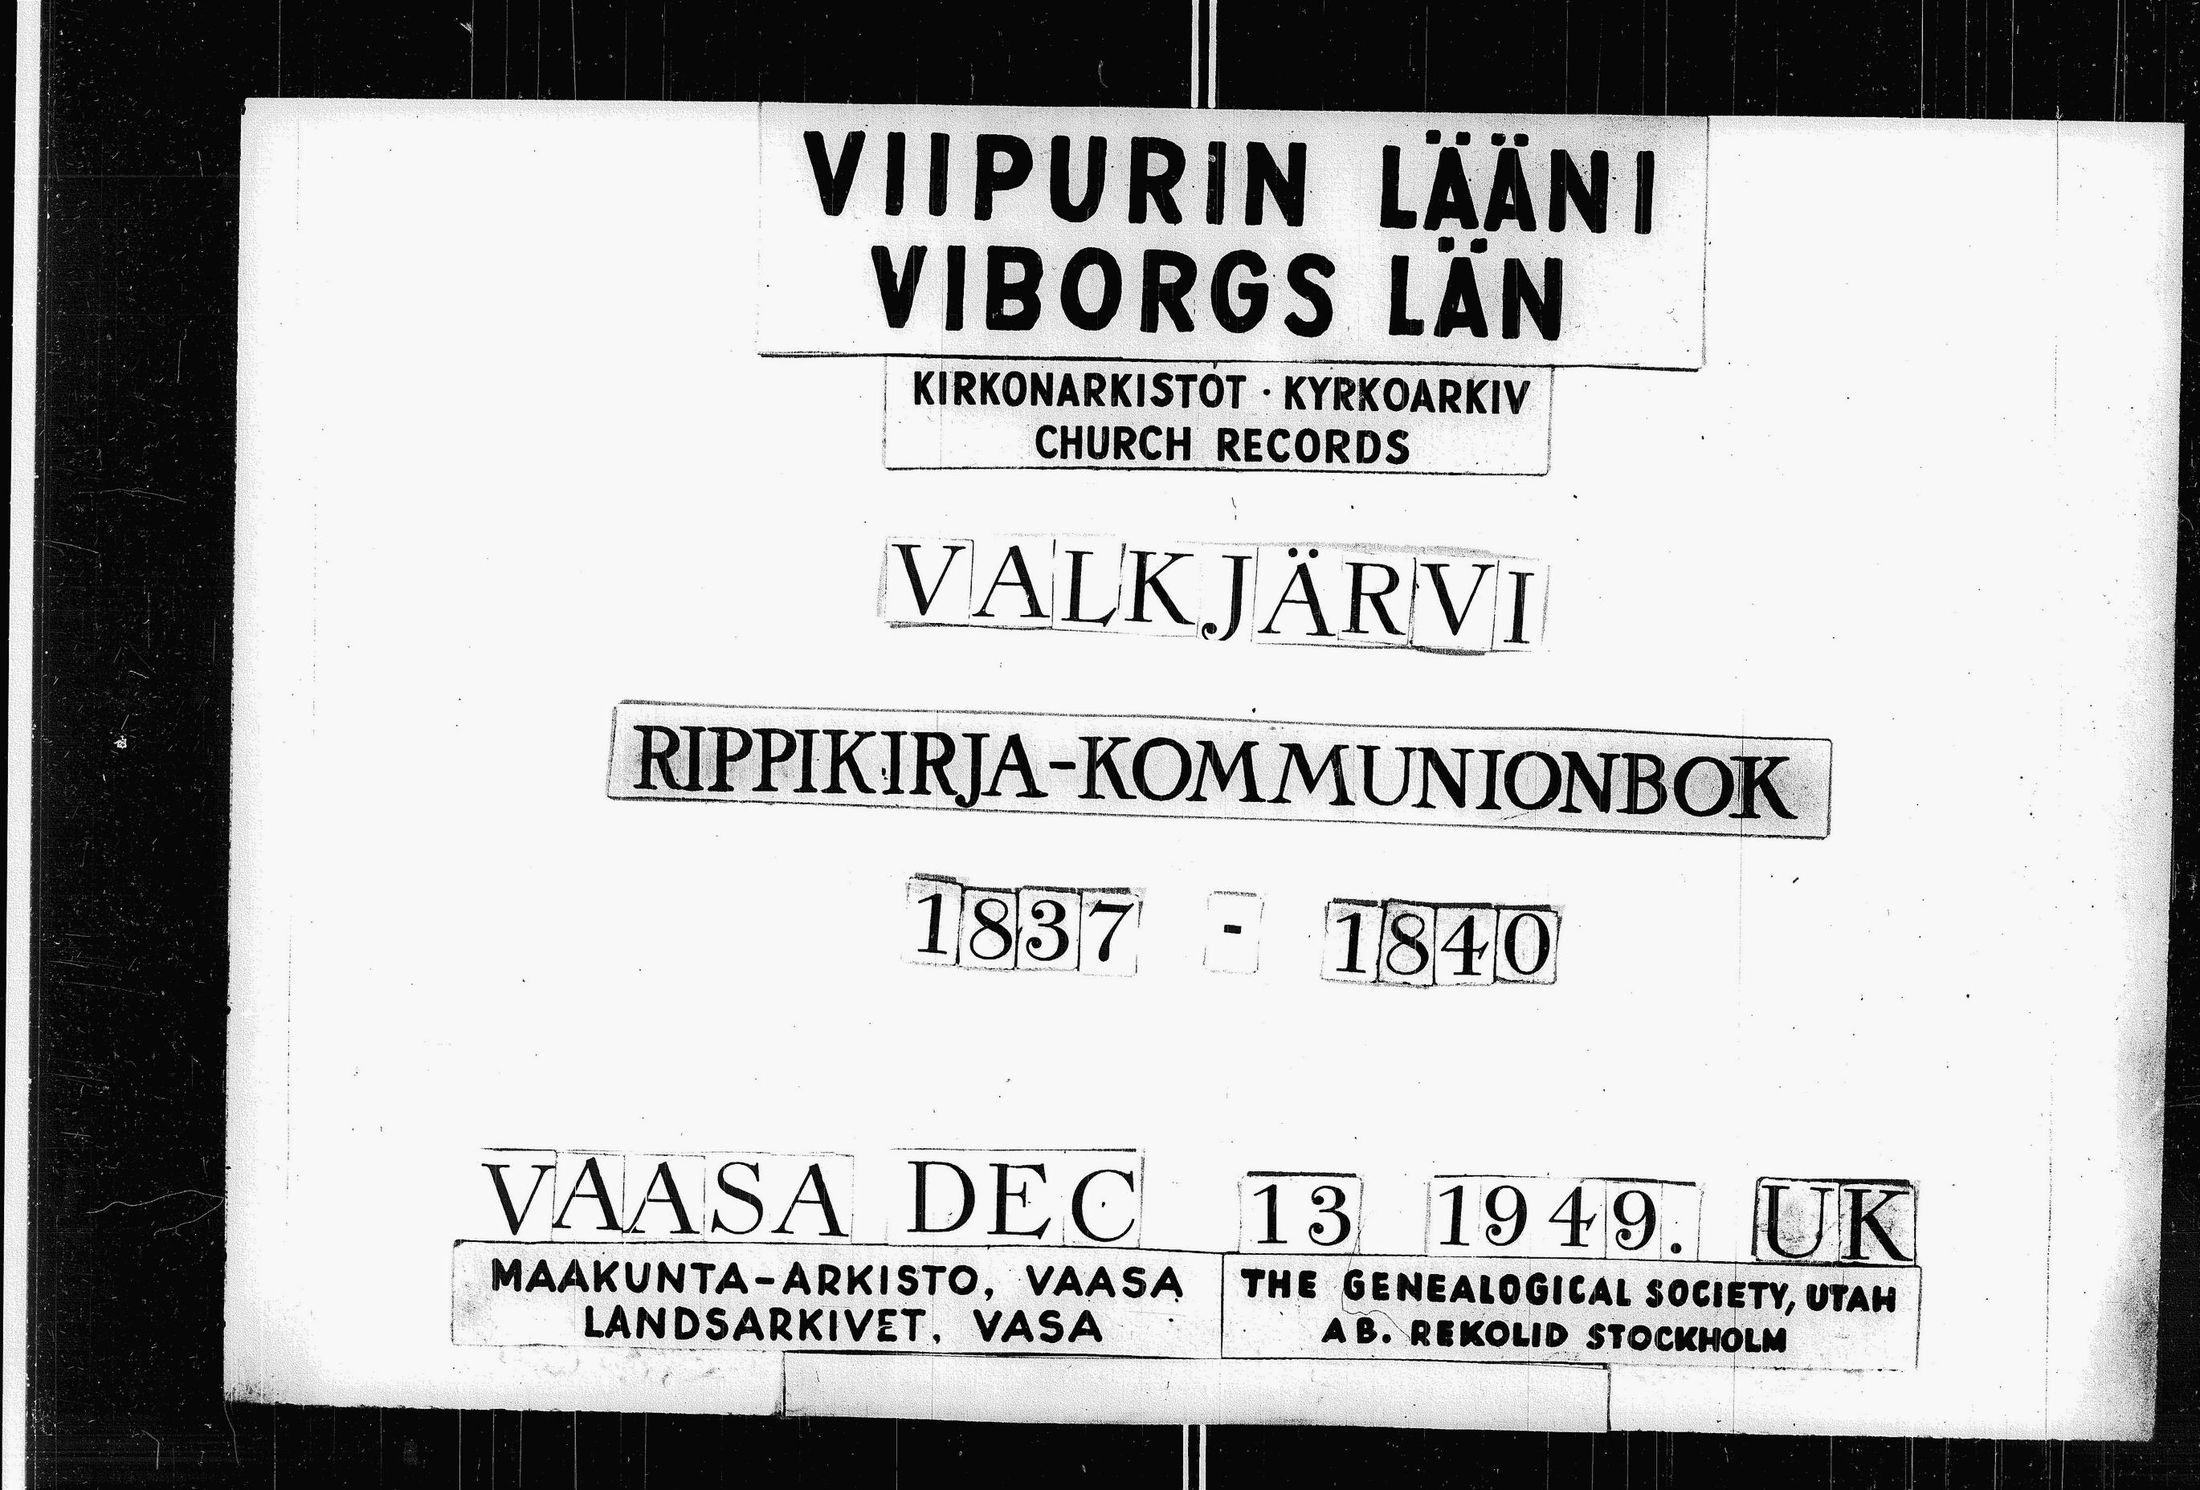 VIIPURIN LÄÄNI
VIBORGS LÄN
KIRKONARKISTOT · KYRKOARKIV
CHURCH RECORDS
VALKJÄRVI
RIPPIKIRJA-KOMMUNIONBOK
1837 - 1840
VAASA DEC 13 1949. UK
MAAKUNTA-ARKISTO, VAASA
LANDSARKIVET, VASA
THE GENEALOGICAL SOCIETY, UTAH
AB. REKOLID STOCKHOLM